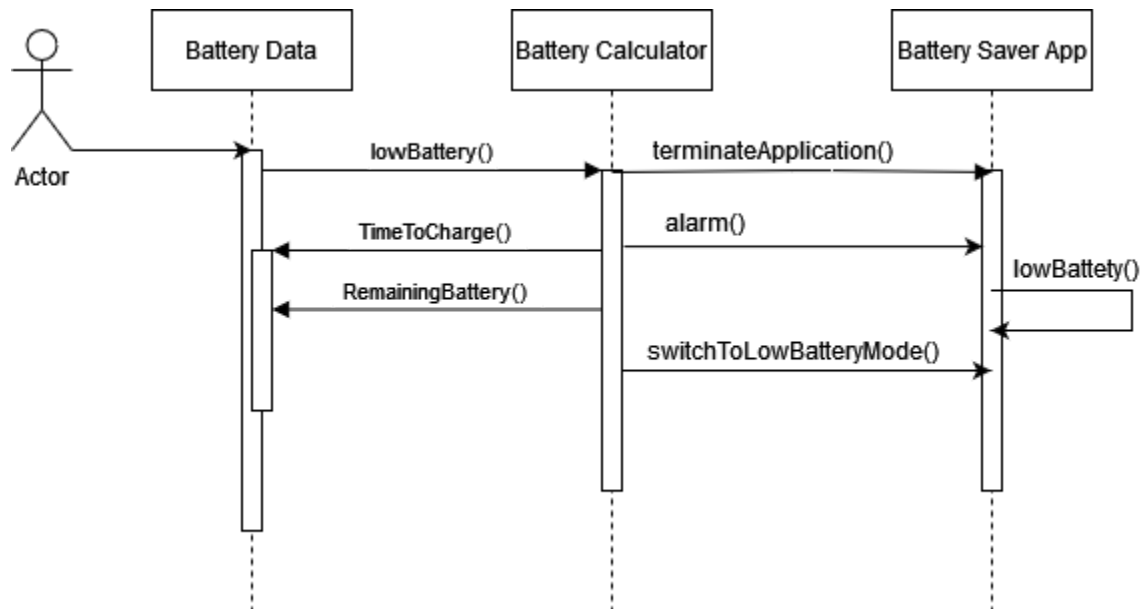 Battery Data
Battery Calculator
Battery Saver App
Actor
lowBattery()
terminateApplication()
TimeToCharge()
alarm()
lowBattety()
RemainingBattery()
switchToLowBatteryMode()